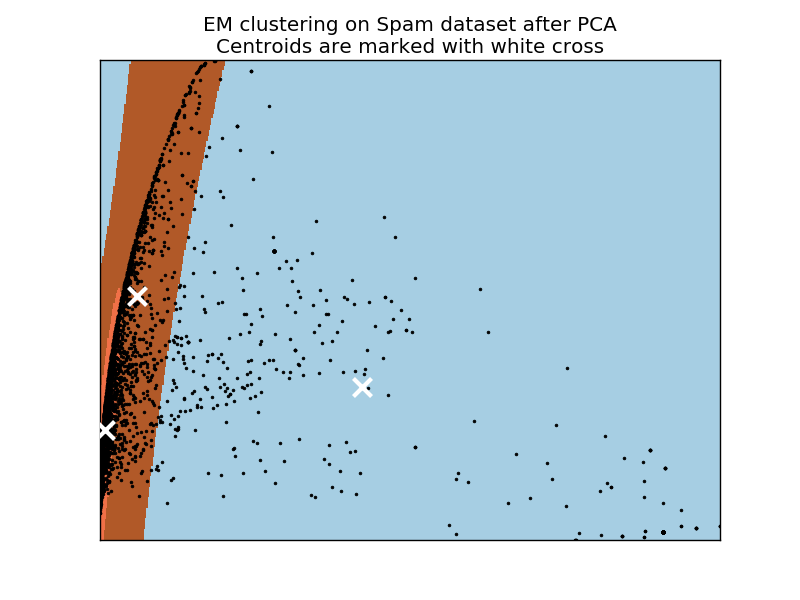 EM clustering on Spam dataset after PCA
Centroids are marked with white cross